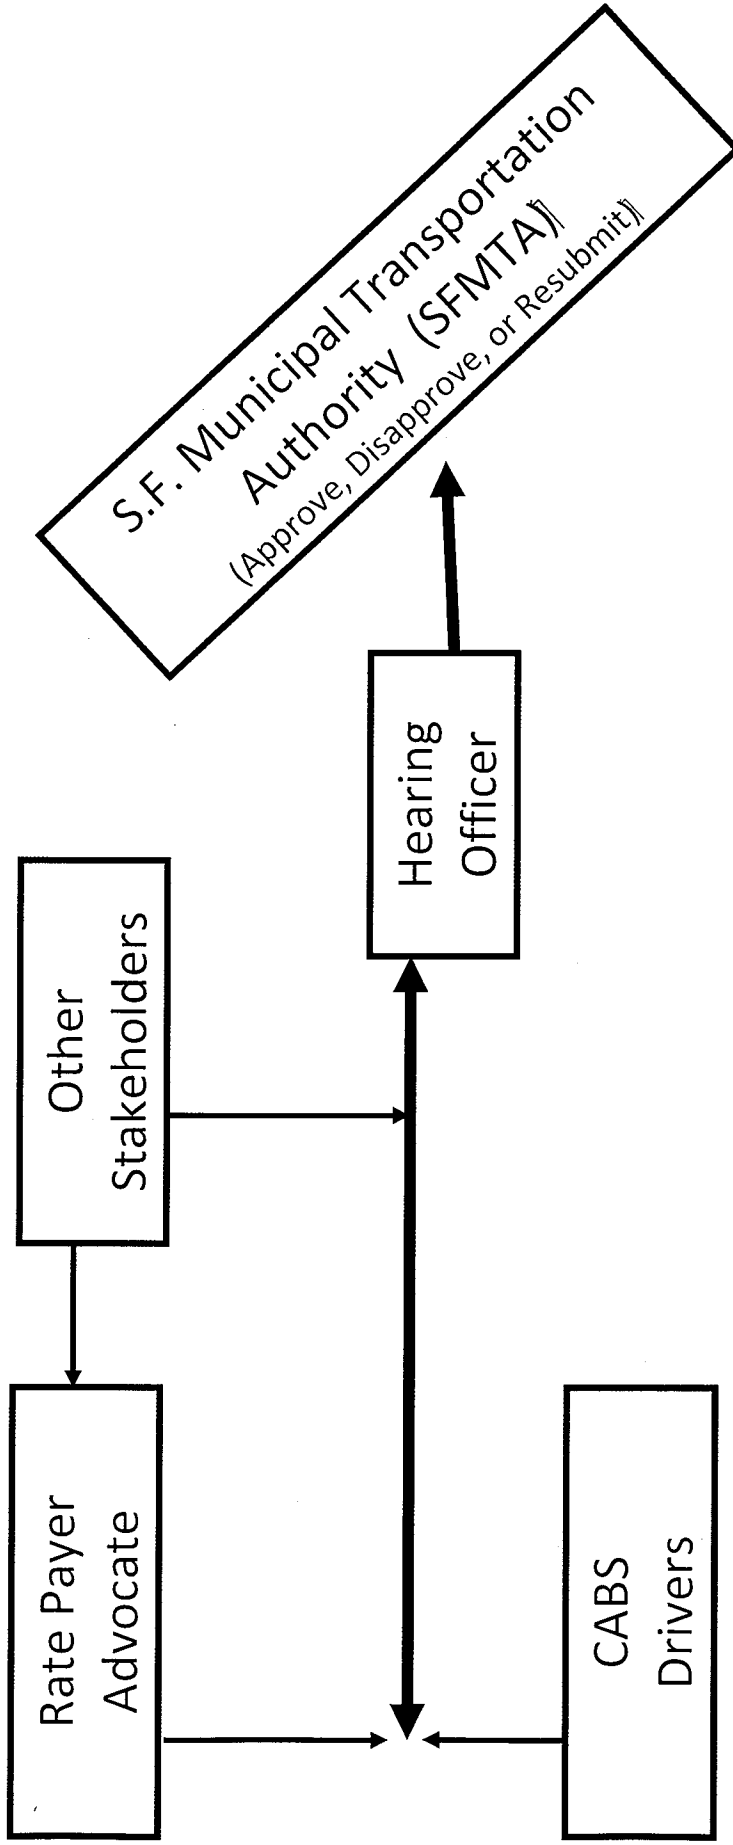 Rate Payer
Advocate
Other
Stakeholders
CABS
Drivers
Hearing
Officer
S.F. Municipal Transportation
Authority (SFMTA)
(Approve, Disapprove, or Resubmit)